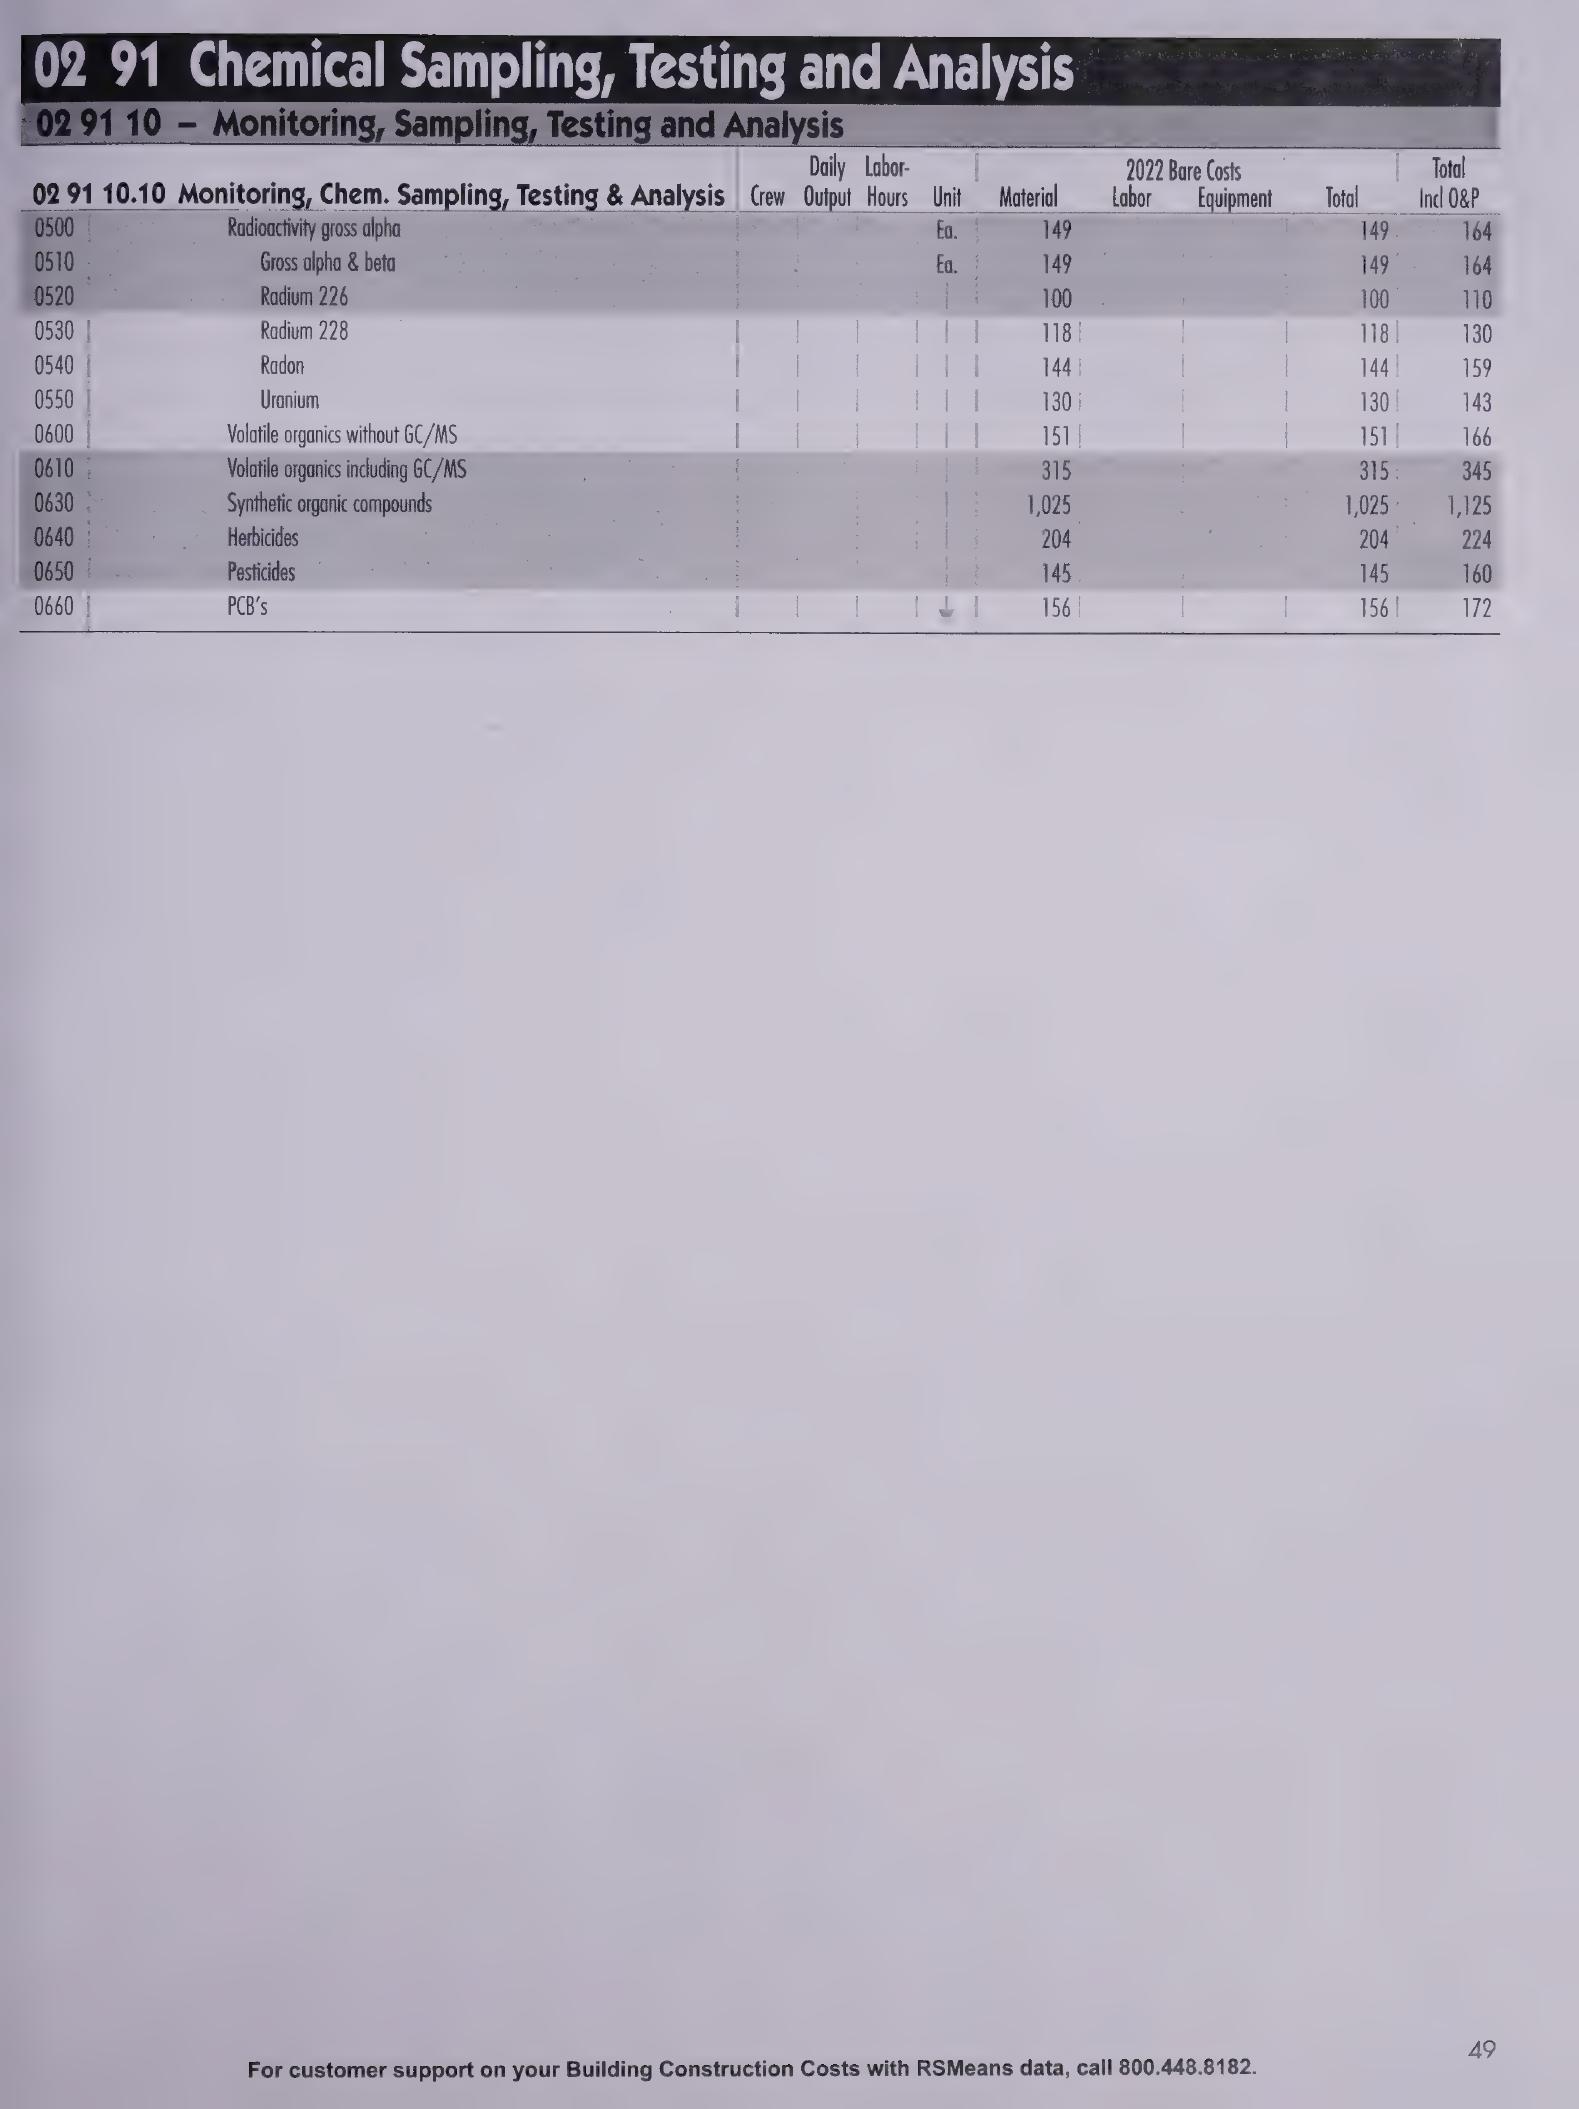 02 91 Chemical Sampling, Testing and Analysis
02 91 10 – Monitoring, Sampling, Testing and Analysis
Daily Labor- 2022 Bare Costs Total
02 91 10.10 Monitoring, Chem. Sampling, Testing & Analysis Crew Output Hours Unit Material Labor Equipment Total Incl O&P
0500 Radioactivity gross alpha Ea. 149 149 164
0510 Gross alpha & beta Ea. 149 149 164
0520 Radium 226 100 100 110
0530 Radium 228 118 118 130
0540 Radon 144 144 159
0550 Uranium 130 130 143
0600 Volatile organics without GC/MS 151 151 166
0610 Volatile organics including GC/MS 315 315 345
0630 Synthetic organic compounds 1,025 1,025 1,125
0640 Herbicides 204 204 224
0650 Pesticides 145 145 160
0660 PCB's 156 156 172
For customer support on your Building Construction Costs with RSMeans data, call 800.448.8182.
49